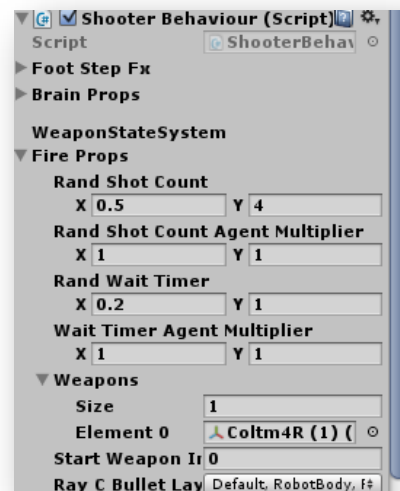 Shooter Behaviour (Script)
Script ShooterBehav
Foot Step Fx
Brain Props
WeaponStateSystem
Fire Props
Rand Shot Count
X 0.5 Y 4
Rand Shot Count Agent Multiplier
X 1 Y 1
Rand Wait Timer
X 0.2 Y 1
Wait Timer Agent Multiplier
X 1 Y 1
Weapons
Size 1
Element 0 Coltm4R (1) (
Start Weapon Ir 0
Ray C Bullet Lay Default, RobotBody,